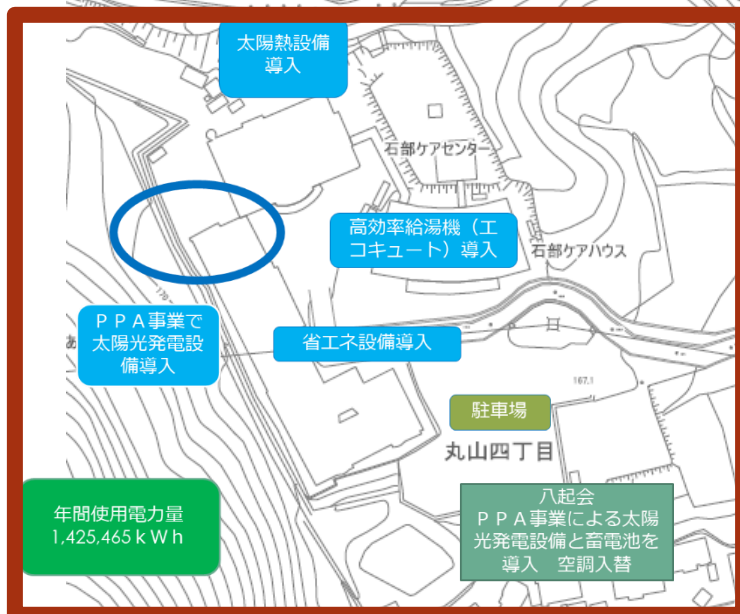 太陽熱設備
導入
石部ケアセンター
高効率給湯機（エ
コキュート）導入
石部ケアハウス
170
ＰＰＡ事業で
太陽光発電設
備導入
あ
省エネ設備導入
167.1
駐車場
丸山四丁目
年間使用電力量
1,425,465ｋＷｈ
八起会
ＰＰＡ事業による太陽
光発電設備と畜電池を
導入　空調入替